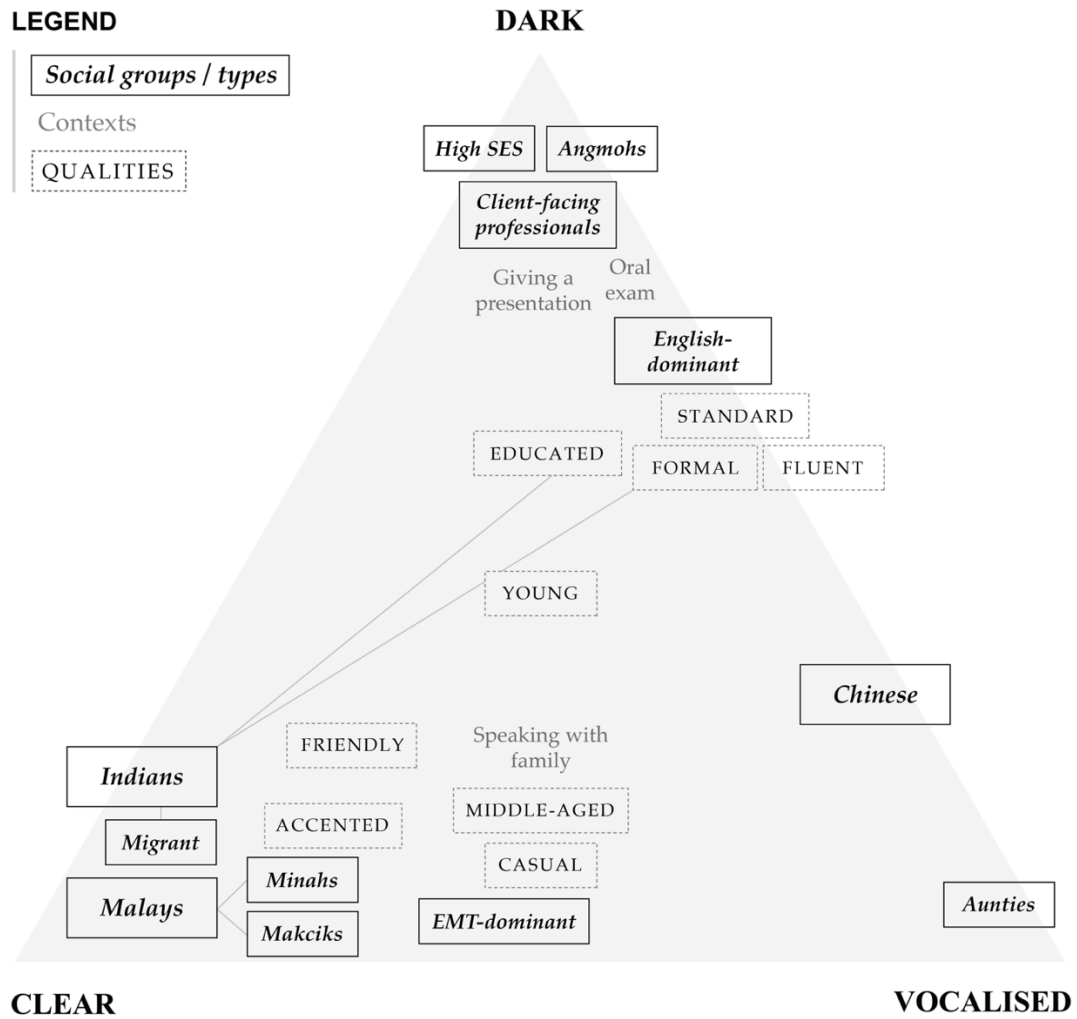 LEGEND
Social groups / types
Contexts
QUALITIES
DARK
High SES
Angmohs
Client-facing
professionals
Giving a
presentation
Oral
exam
English-
dominant
STANDARD
EDUCATED
FORMAL
FLUENT
YOUNG
Chinese
FRIENDLY
Speaking with
family
Indians
MIDDLE-AGED
ACCENTED
Migrant
CASUAL
Minahs
Malays
Makciks
EMT-dominant
Aunties
CLEAR
VOCALISED